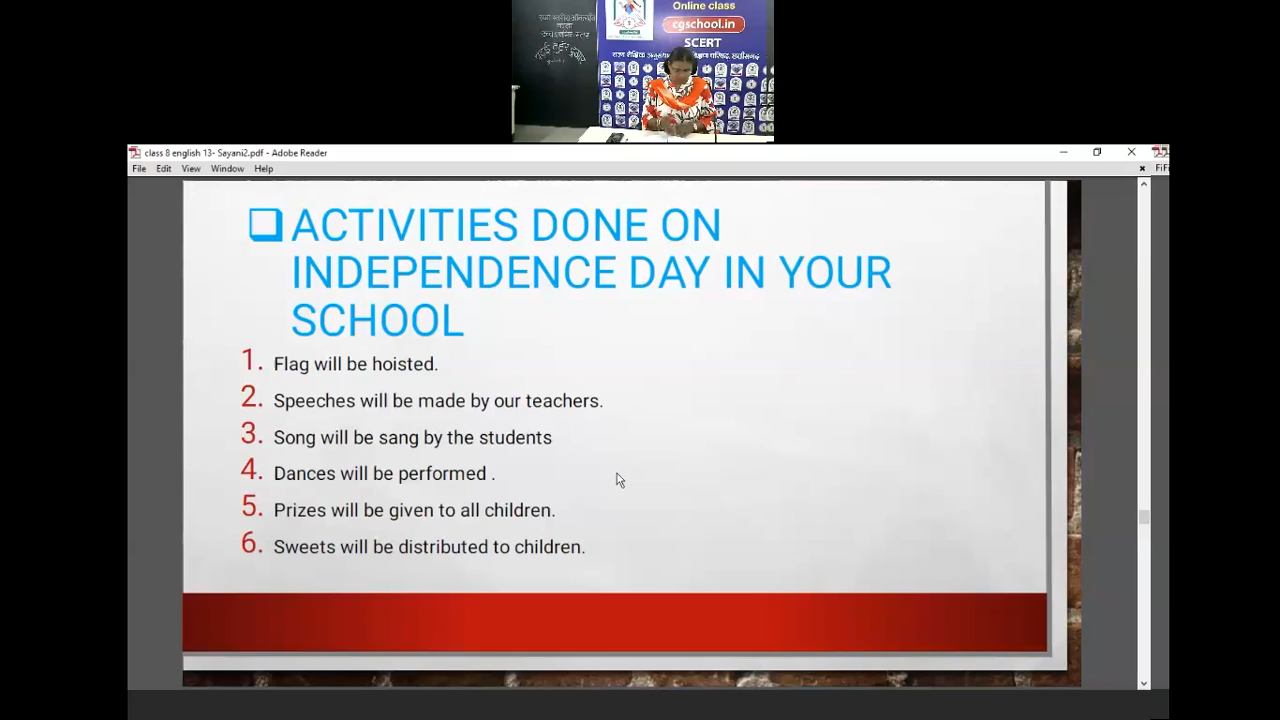 Online class
cgschool.in
SCERT
class 8 english 13- Sayani2.pdf - Adobe Reader
File Edit View Window Help
ACTIVITIES DONE ON
INDEPENDENCE DAY IN YOUR
SCHOOL
1. Flag will be hoisted.
2. Speeches will be made by our teachers.
3. Song will be sang by the students
4. Dances will be performed .
5. Prizes will be given to all children.
6. Sweets will be distributed to children.